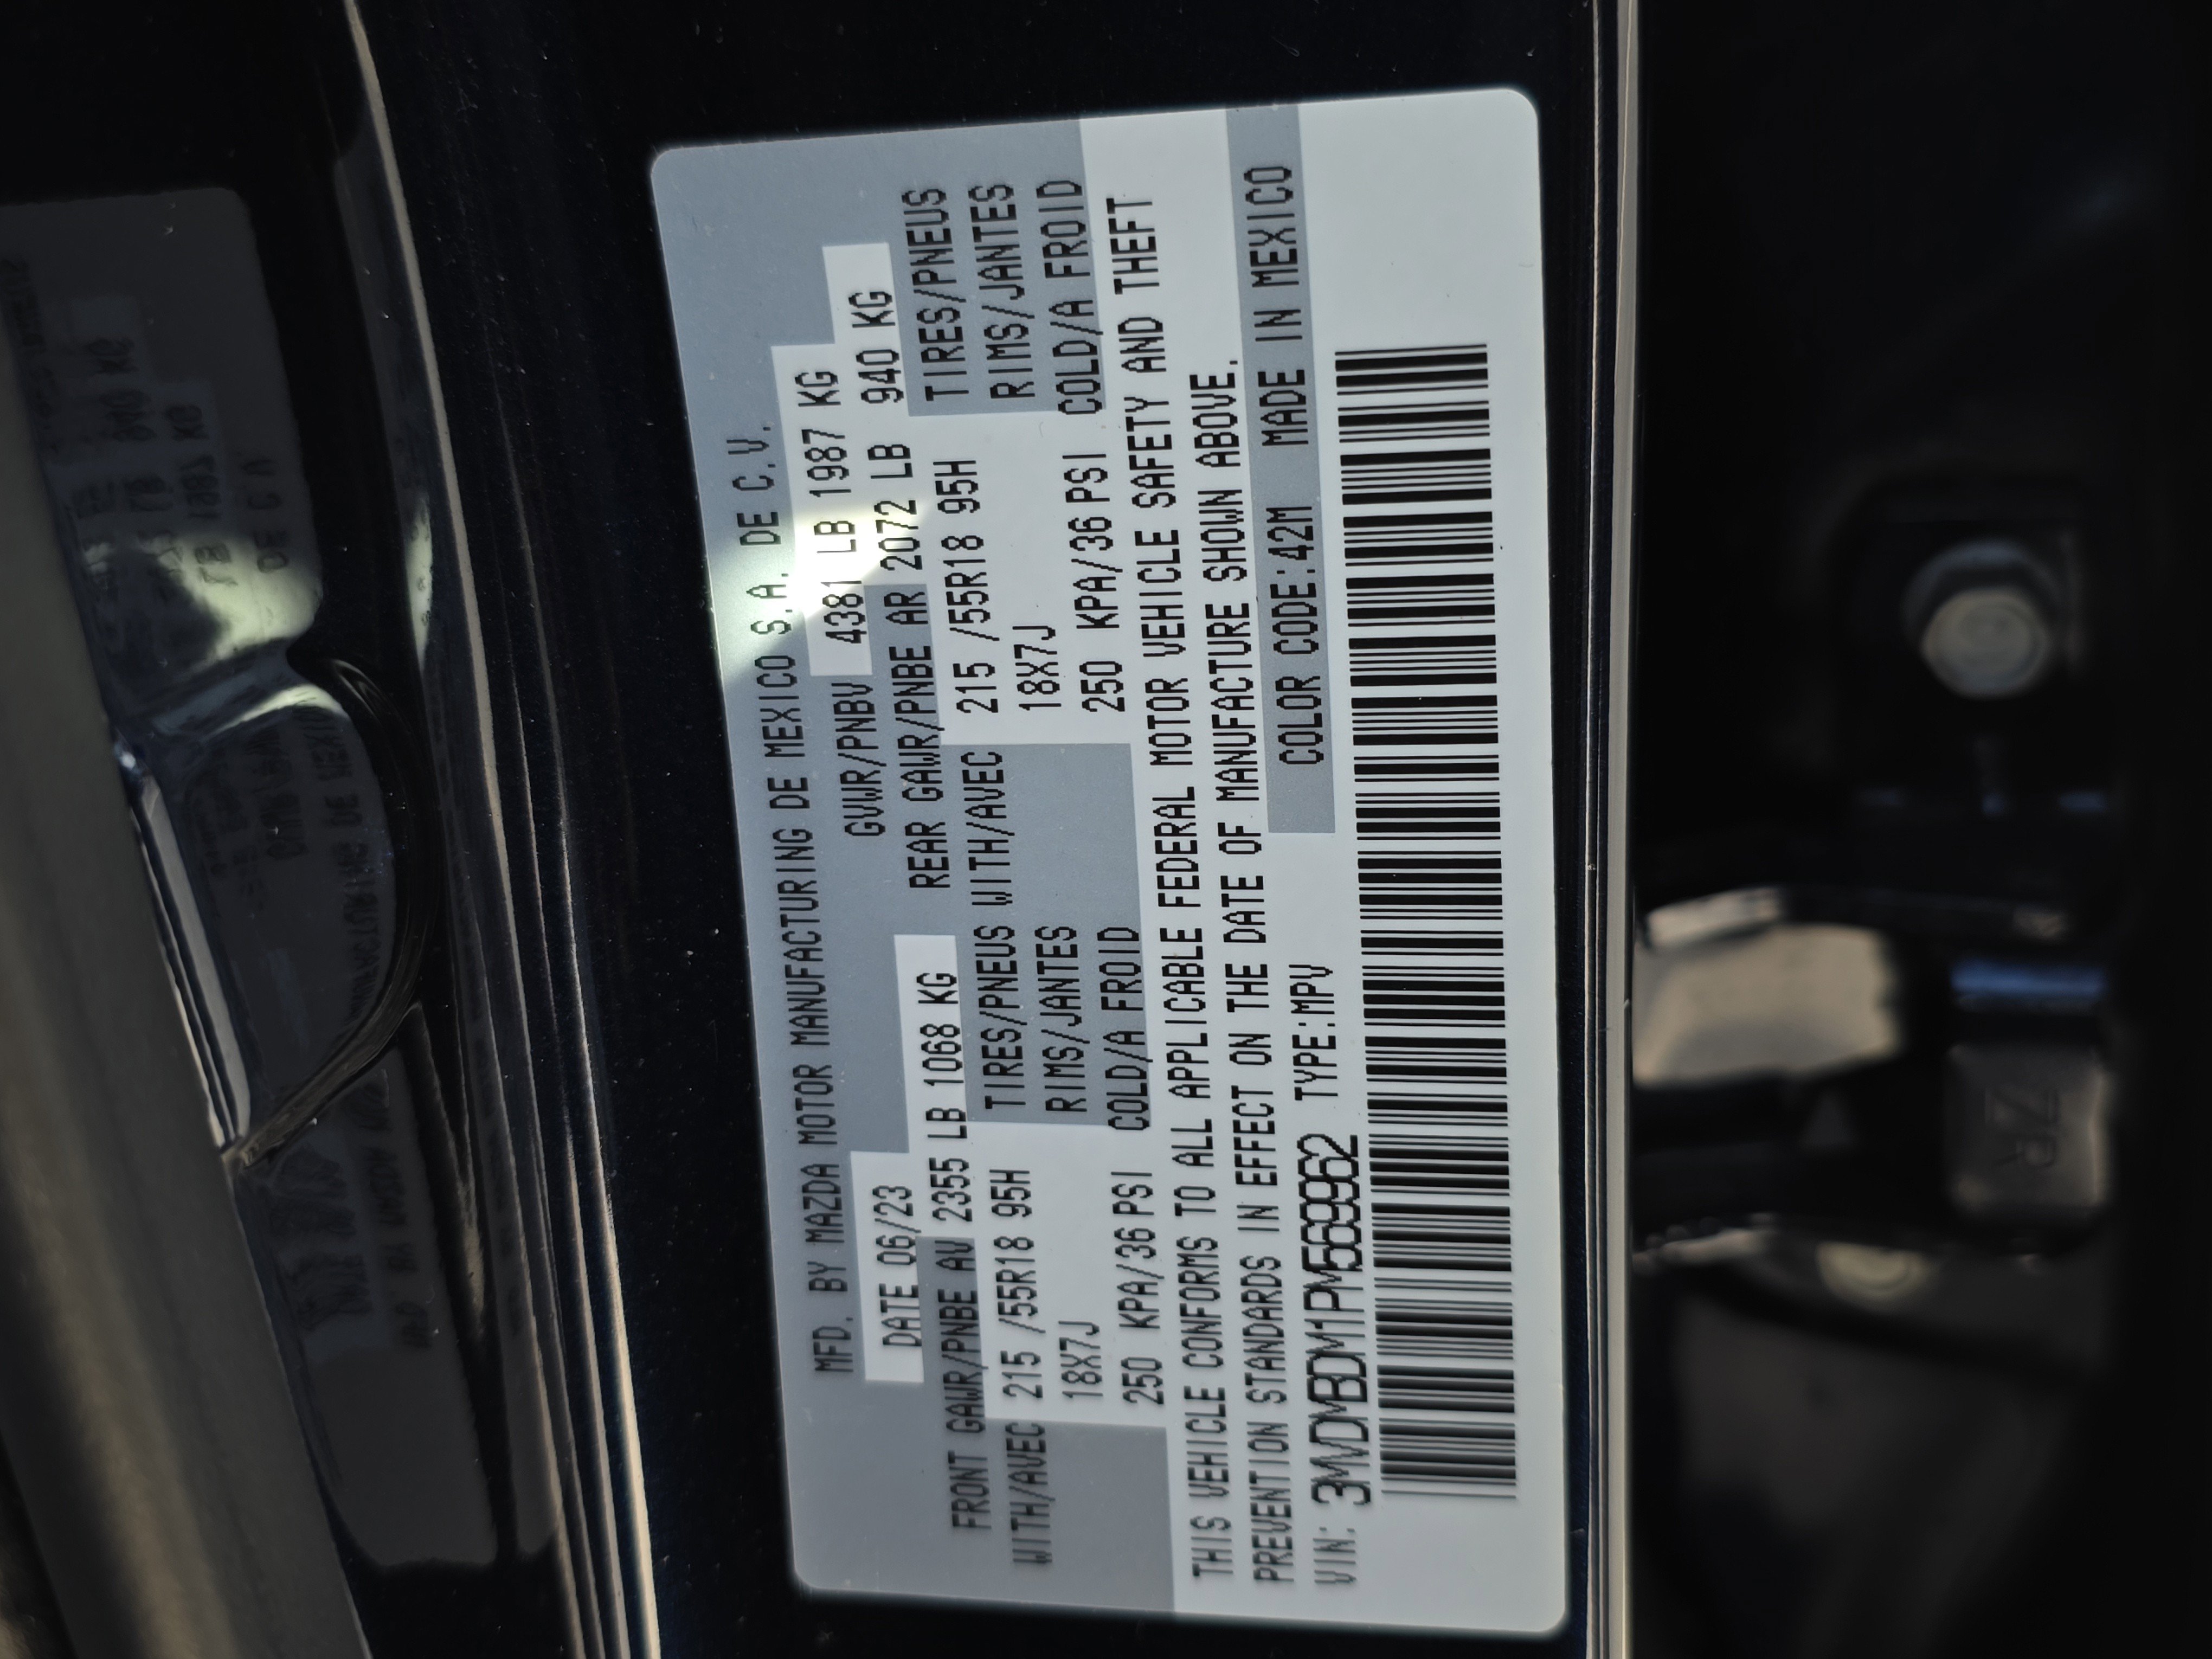 MFD. BY MAZDA MOTOR MANUFACTURING DE MEXICO S.A. DE C.V.
DATE 06/23 GVWR/PNBV 4381 LB 1987 KG
FRONT GAWR/PNBE AV 2355 LB 1068 KG REAR GAWR/PNBE AR 2072 LB 940 KG
WITH/AVEC 215 /55R18 95H TIRES/PNEUS WITH/AVEC 215 /55R18 95H TIRES/PNEUS
18X7J RIMS/JANTES 18X7J RIMS/JANTES
250 KPA/36 PSI COLD/A FROID 250 KPA/36 PSI COLD/A FROID
THIS VEHICLE CONFORMS TO ALL APPLICABLE FEDERAL MOTOR VEHICLE SAFETY AND THEFT
PREVENTION STANDARDS IN EFFECT ON THE DATE OF MANUFACTURE SHOWN ABOVE.
VIN: 3MVDMBDM1PM569962 TYPE:MPV COLOR CODE:42M MADE IN MEXICO